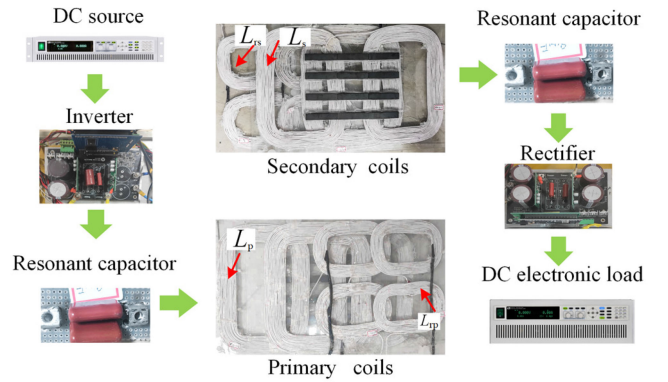 DC source
Inverter
Resonant capacitor
Lrs
Ls
Secondary coils
Lp
Lrp
Primary coils
Resonant capacitor
Rectifier
DC electronic load